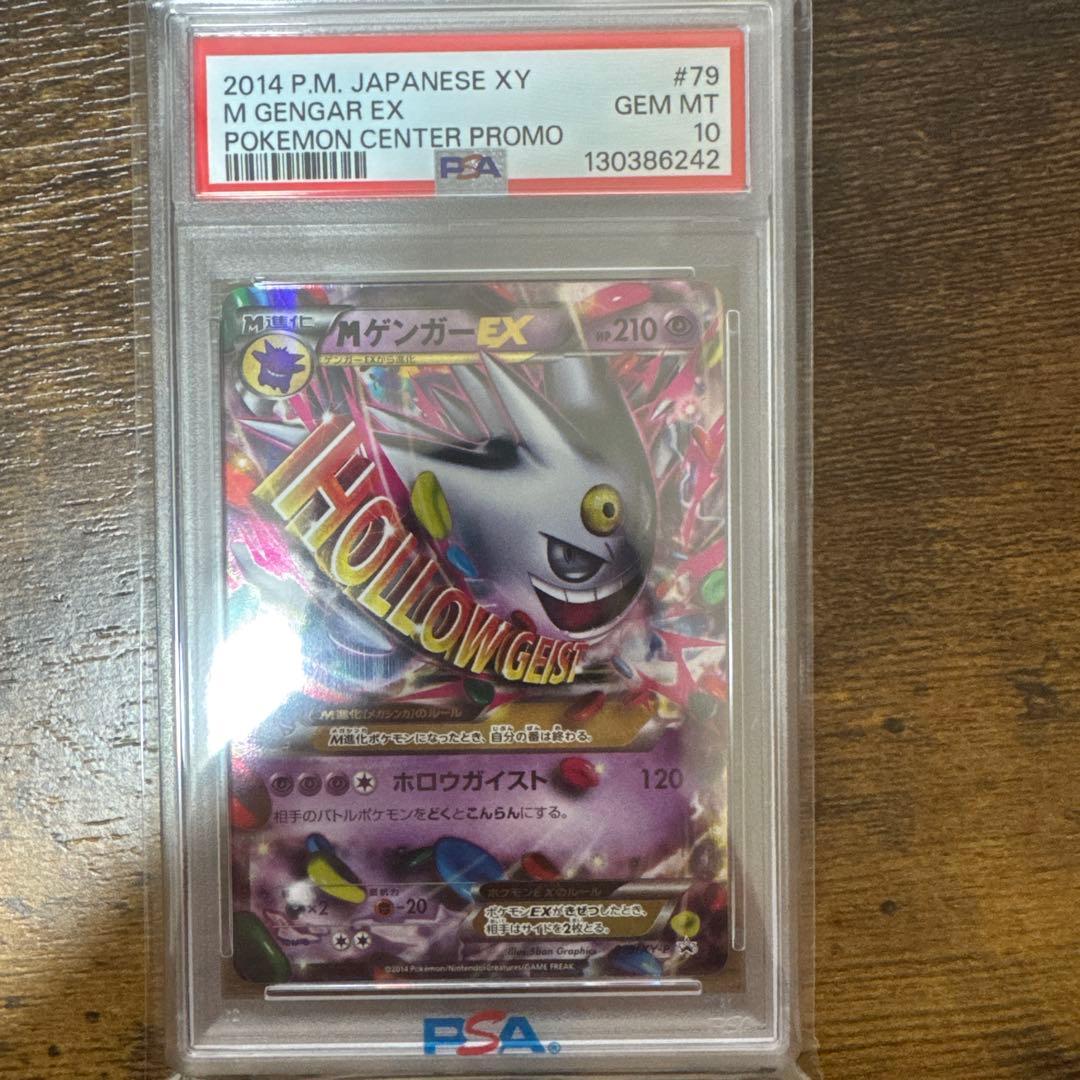 2014 P.M. JAPANESE XY #79
M GENGAR EX GEM MT
POKEMON CENTER PROMO 10
PSA 130386242
M進化
MゲンガーEX HP210
ゲンガーEXから進化
HOLLOW GEIST
M進化[メガシンカ]のルール
M進化ポケモンになったとき、自分の番は終わる。
ホロウガイスト 120
相手のバトルポケモンをどくとこんらんにする。
×2 抵抗力 -20
ポケモンEXのルール
ポケモンEXがきぜつしたとき、
相手はサイドを2枚とる。
Illus. 5ban Graphics XY-P
©2014 Pokémon/Nintendo/Creatures/GAME FREAK
PSA®